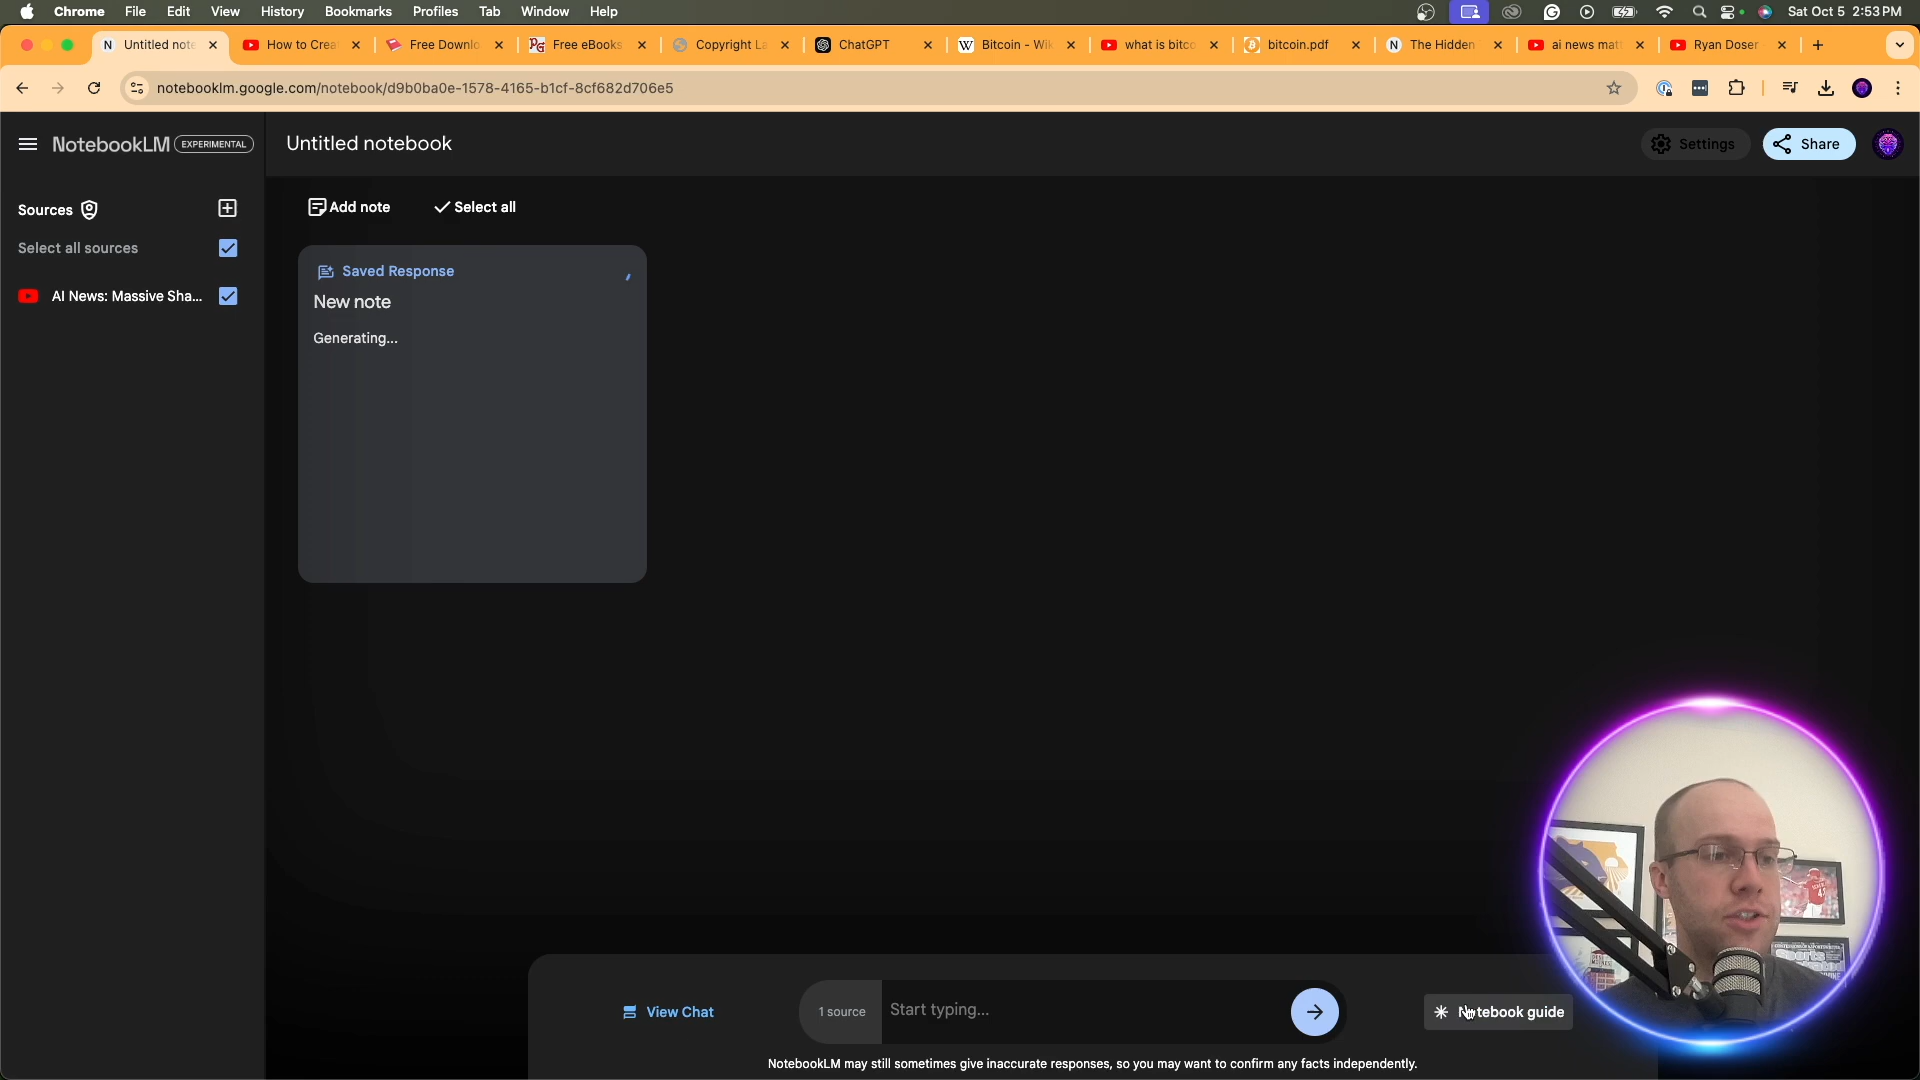 Chrome File Edit View History Bookmarks Profiles Tab Window Help Sat Oct 5 2:53 PM
Untitled note How to Crea Free Downlo Free eBooks Copyright La ChatGPT Bitcoin - Wik what is bitco bitcoin.pdf The Hidden ai news mat Ryan Doser
notebooklm.google.com/notebook/d9b0ba0e-1578-4165-b1cf-8cf682d706e5
NotebookLM EXPERIMENTAL Untitled notebook Settings Share
Sources Add note Select all
Select all sources
Saved Response
AI News: Massive Sha... New note
Generating...
View Chat 1 source Start typing... Notebook guide
NotebookLM may still sometimes give inaccurate responses, so you may want to confirm any facts independently.